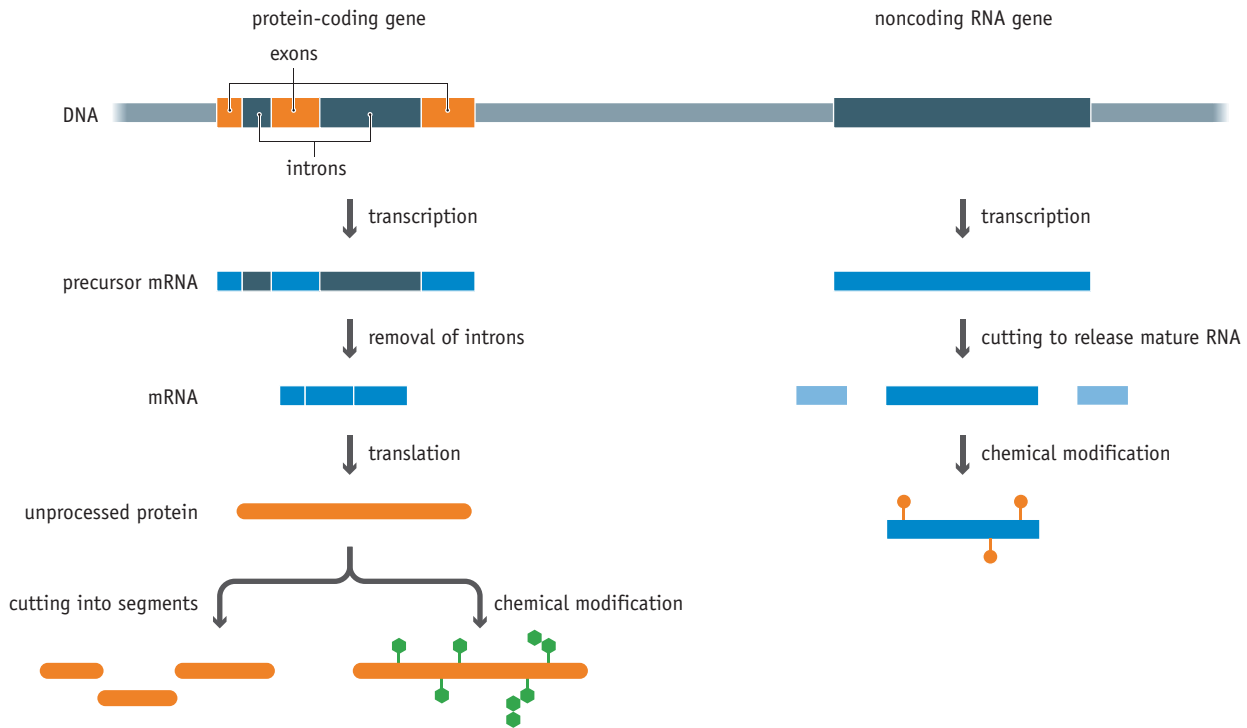 protein-coding gene
noncoding RNA gene
exons
DNA
introns
transcription
transcription
precursor mRNA
removal of introns
cutting to release mature RNA
mRNA
translation
chemical modification
unprocessed protein
cutting into segments
chemical modification